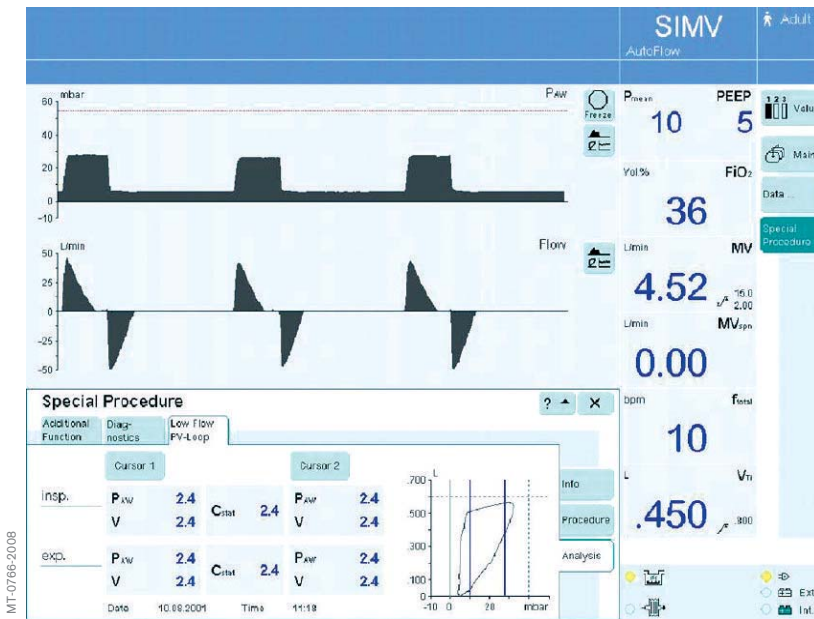 SIMV
AutoFlow
Adult
mbar
PAW
60
40
20
0
-10
Freeze
Pmean PEEP
10 5
Vol.% FiO2
36
Data ...
Special
Procedure
L/min
Flow
50
25
0
-25
-50
L/min MV
4.52
15.0
2.00
L/min MVspn
0.00
bpm ftotal
10
L VTi
.450
.800
Special Procedure
? X
Additional
Function
Diag-
nostics
Low Flow
PV-Loop
Cursor 1 Cursor 2
insp.
PAW 2.4 Cstat 2.4 PAW 2.4
V 2.4 V 2.4
exp.
PAW 2.4 Cstat 2.4 PAW 2.4
V 2.4 V 2.4
Date Time 11:18
L
700
500
300
100
0
-10 0 20 mbar
Info
Procedure
Analysis
Ext
Int.
MT-0766-2008